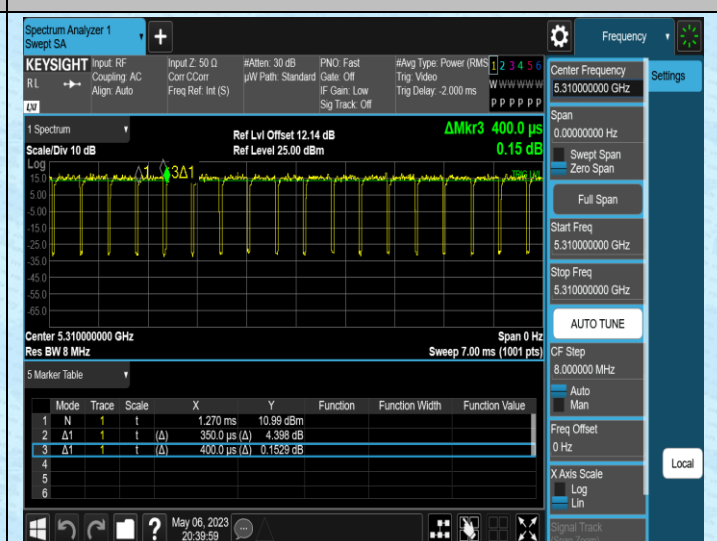 Spectrum Analyzer 1
Swept SA
+
Frequency
KEYSIGHT
RL
LXI
Input: RF
Coupling: AC
Align: Auto
Input Z: 50 Ω
Corr CCorr
Freq Ref: Int (S)
#Atten: 30 dB
µW Path: Standard
PNO: Fast
Gate: Off
IF Gain: Low
Sig Track: Off
#Avg Type: Power (RMS
Trig: Video
Trig Delay: -2.000 ms
1 2 3 4 5 6
W W W W W W
P P P P P P
1 Spectrum
Scale/Div 10 dB
Ref Lvl Offset 12.14 dB
Ref Level 25.00 dBm
ΔMkr3 400.0 µs
0.15 dB
Log
15.0
5.00
-5.00
-15.0
-25.0
-35.0
-45.0
-55.0
-65.0
3Δ1
Center 5.310000000 GHz
Res BW 8 MHz
Span 0 Hz
Sweep 7.00 ms (1001 pts)
5 Marker Table
Mode Trace Scale X Y Function Function Width Function Value
1 N 1 t 1.270 ms 10.99 dBm
2 Δ1 1 t (Δ) 350.0 µs (Δ) 4.398 dB
3 Δ1 1 t (Δ) 400.0 µs (Δ) 0.1529 dB
4
5
6
?
May 06, 2023
20:39:59
Center Frequency
5.310000000 GHz
Settings
Span
0.00000000 Hz
Swept Span
Zero Span
Full Span
Start Freq
5.310000000 GHz
Stop Freq
5.310000000 GHz
AUTO TUNE
CF Step
8.000000 MHz
Auto
Man
Freq Offset
0 Hz
X Axis Scale
Log
Lin
Local
Signal Track